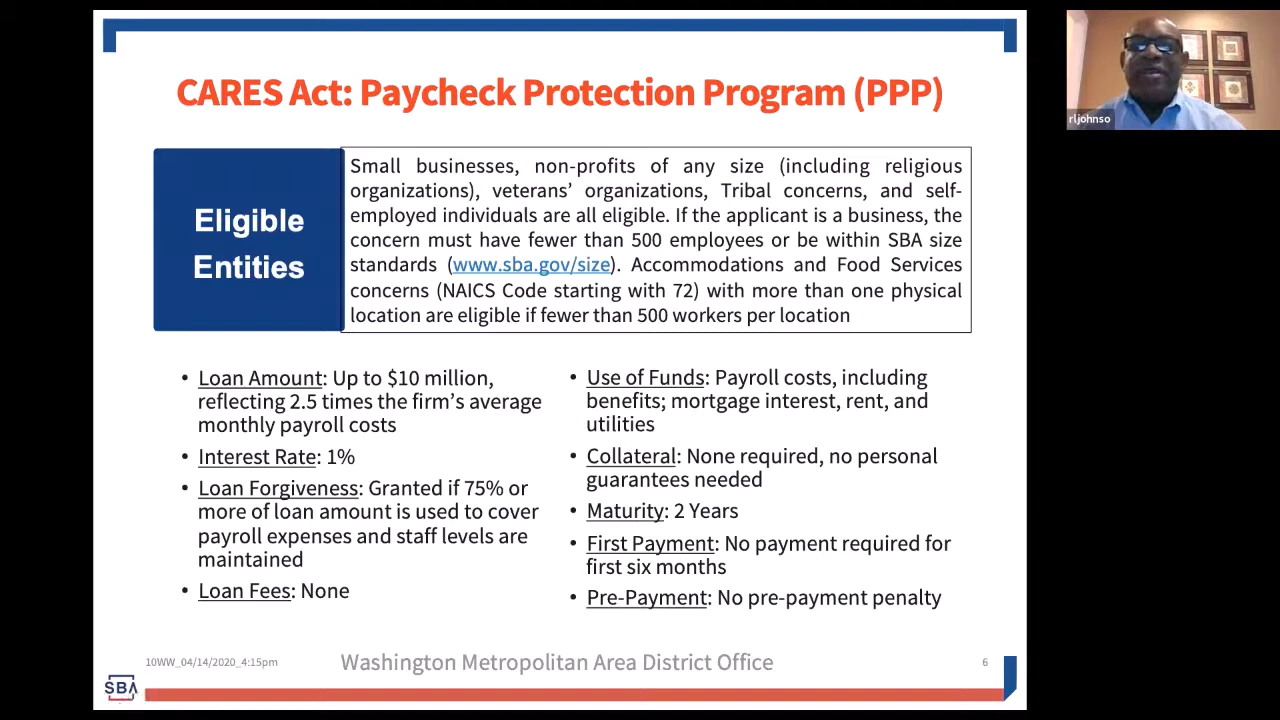 CARES Act: Paycheck Protection Program (PPP)
Eligible
Entities
Small businesses, non-profits of any size (including religious
organizations), veterans’ organizations, Tribal concerns, and self-
employed individuals are all eligible. If the applicant is a business, the
concern must have fewer than 500 employees or be within SBA size
standards (www.sba.gov/size). Accommodations and Food Services
concerns (NAICS Code starting with 72) with more than one physical
location are eligible if fewer than 500 workers per location
• Loan Amount: Up to $10 million,
reflecting 2.5 times the firm’s average
monthly payroll costs
• Interest Rate: 1%
• Loan Forgiveness: Granted if 75% or
more of loan amount is used to cover
payroll expenses and staff levels are
maintained
• Loan Fees: None
• Use of Funds: Payroll costs, including
benefits; mortgage interest, rent, and
utilities
• Collateral: None required, no personal
guarantees needed
• Maturity: 2 Years
• First Payment: No payment required for
first six months
• Pre-Payment: No pre-payment penalty
10WW_04/14/2020_4:15pm
Washington Metropolitan Area District Office
6
SBA
rljohnso